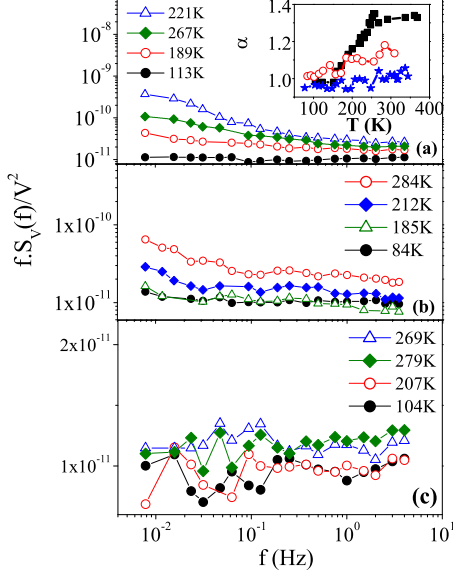 10⁻⁸
10⁻⁹
10⁻¹⁰
10⁻¹¹
221K
267K
189K
113K
1.4
1.2
1.0
α
0 100 200 300 400
T (K)
(a)
f.S_V(f)/V²
1x10⁻¹⁰
1x10⁻¹¹
284K
212K
185K
84K
(b)
2x10⁻¹¹
1x10⁻¹¹
269K
279K
207K
104K
(c)
10⁻² 10⁻¹ 10⁰ 10¹
f (Hz)